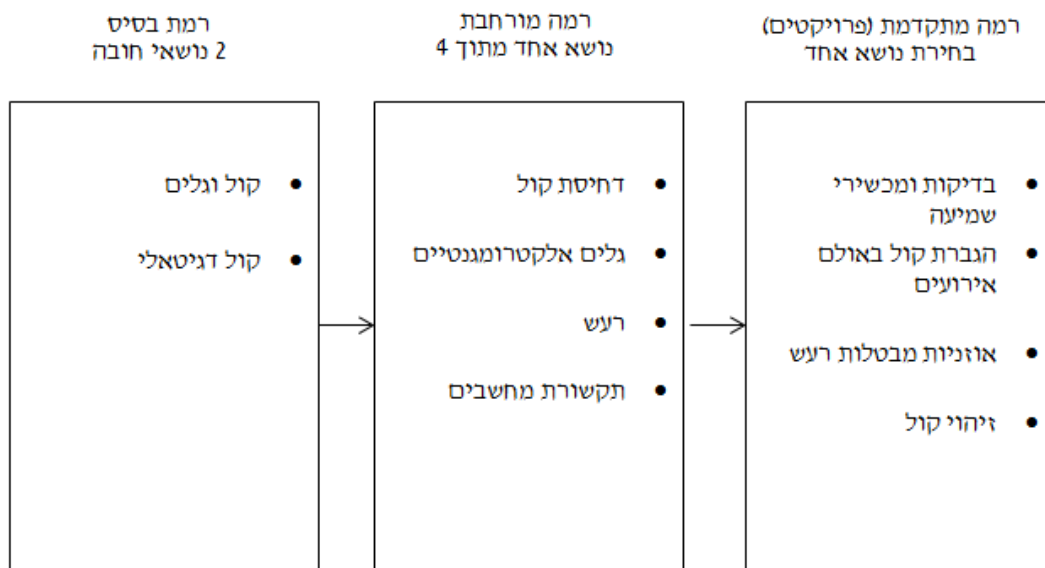 רמת בסיס
2 נושאי חובה
• קול וגלים
• קול דגיטאלי
רמה מורחבת
נושא אחד מתוך 4
• דחיסת קול
• גלים אלקטרומגנטיים
• רעש
• תקשורת מחשבים
רמה מתקדמת (פרויקטים)
בחירת נושא אחד
• בדיקות ומכשירי
שמיעה
• הגברת קול באולם
אירועים
• אוזניות מבטלות רעש
• זיהוי קול